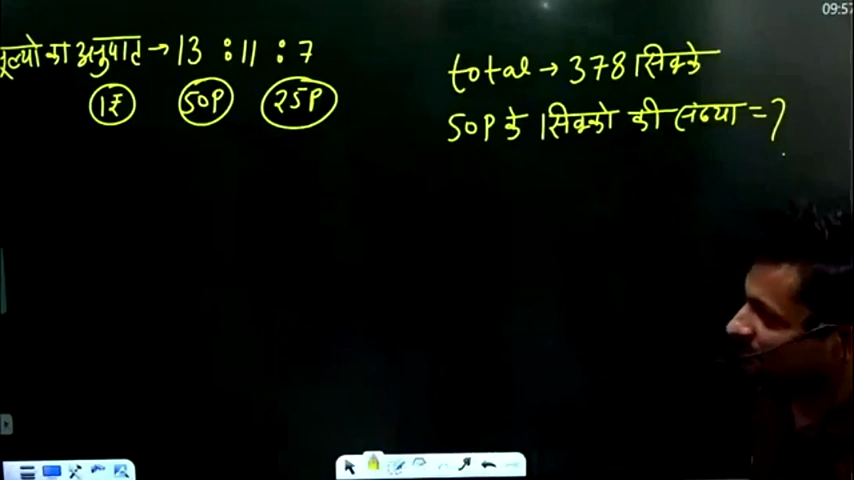 मूल्यो का अनुपात → 13 : 11 : 7
1₹ 50P 25P
total → 378 सिक्के
50P के सिक्को की संख्या = ?
09:57